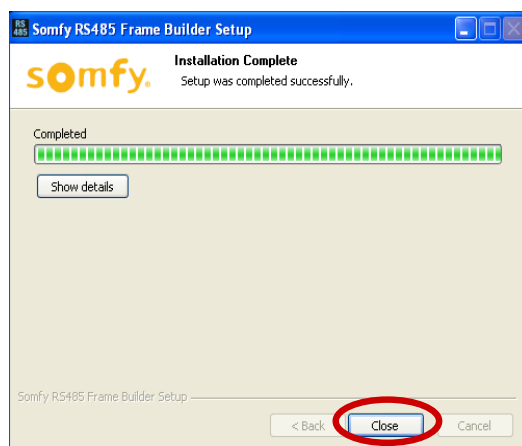 RS
485
Somfy RS485 Frame Builder Setup
somfy.
Installation Complete
Setup was completed successfully.
Completed
Show details
Somfy RS485 Frame Builder Setup
< Back
Close
Cancel